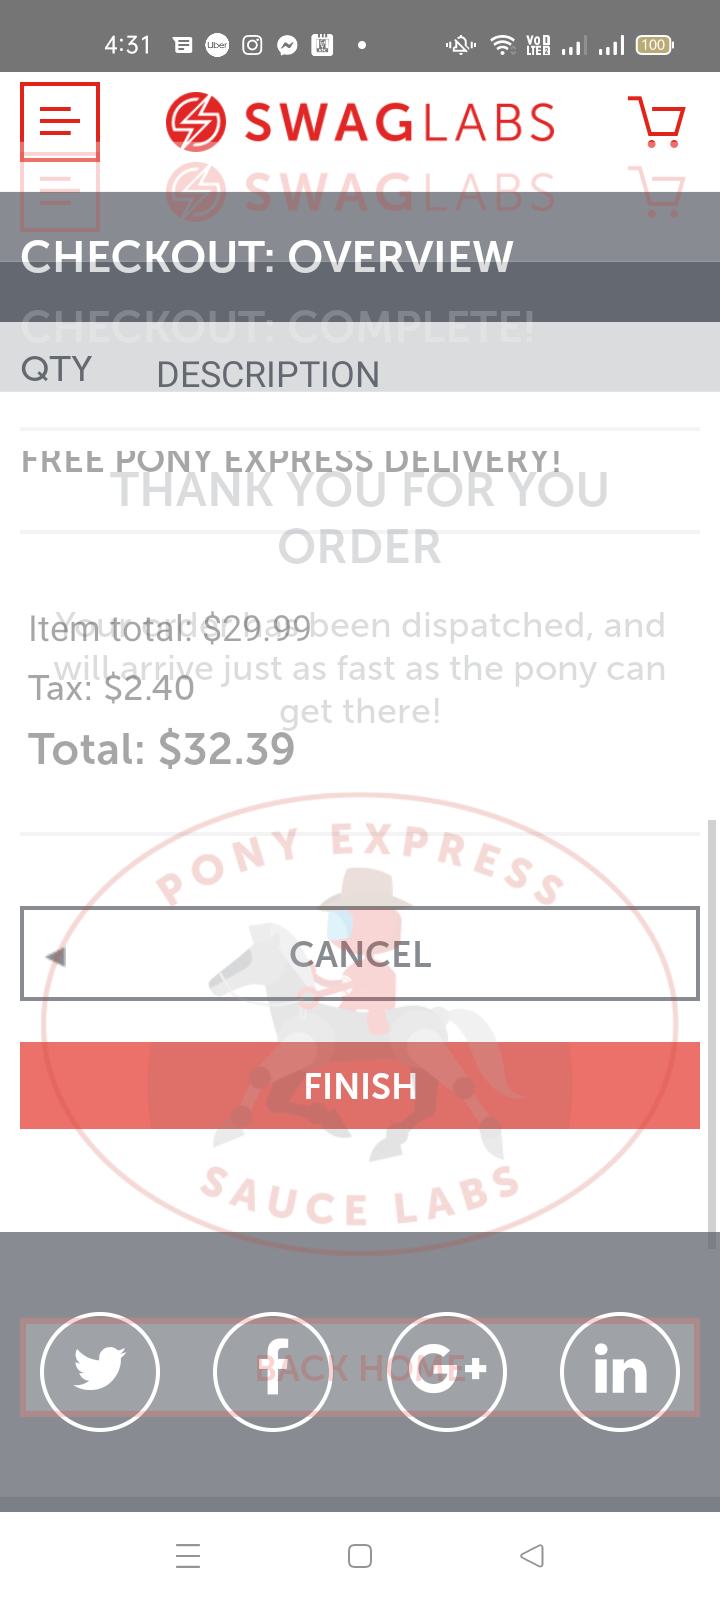 4:31
Uber
VoD
LTE2
100
SWAGLABS
SWAGLABS
CHECKOUT: OVERVIEW
CHECKOUT: COMPLETE!
QTY DESCRIPTION
FREE PONY EXPRESS DELIVERY!
THANK YOU FOR YOU
ORDER
Item total: $29.99
Your order has been dispatched, and
will arrive just as fast as the pony can
get there!
Tax: $2.40
Total: $32.39
PONY EXPRESS
CANCEL
FINISH
SAUCE LABS
BACK HOME
f
G+
in